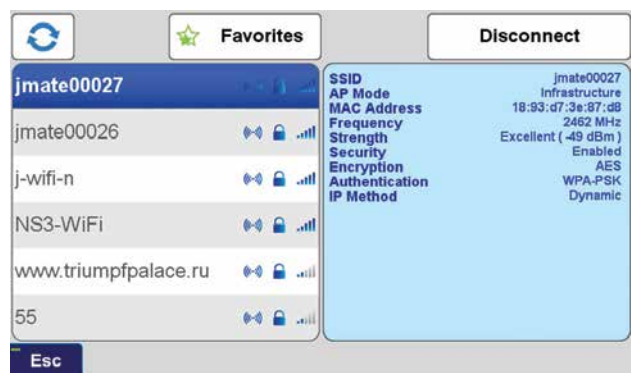 Favorites
Disconnect
jmate00027
jmate00026
j-wifi-n
NS3-WiFi
www.triumpfpalace.ru
55
SSID jmate00027
AP Mode Infrastructure
MAC Address 18:93:d7:3e:87:d8
Frequency 2462 MHz
Strength Excellent ( -49 dBm )
Security Enabled
Encryption AES
Authentication WPA-PSK
IP Method Dynamic
Esc